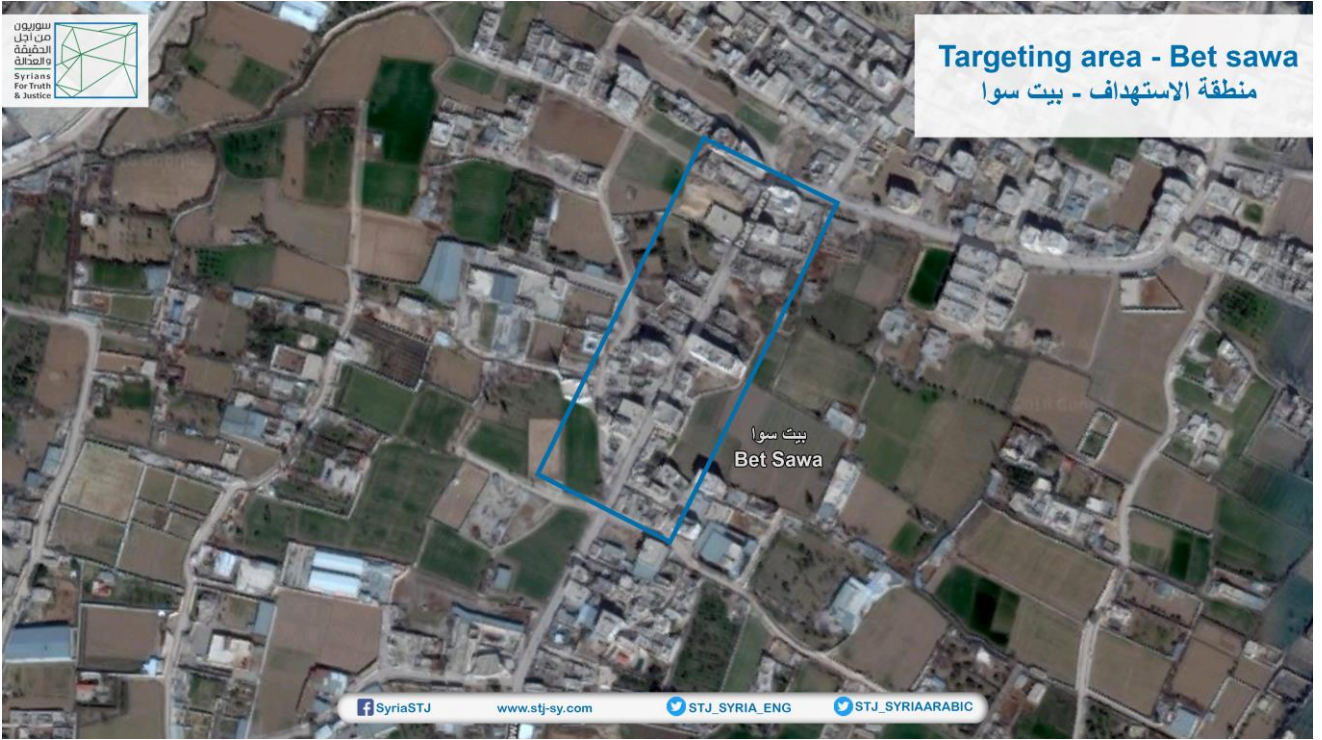 سوريون
من أجل
الحقيقة
والعدالة
Syrians
For Truth
& Justice
Targeting area - Bet sawa
منطقة الاستهداف - بيت سوا
بيت سوا
Bet Sawa
SyriaSTJ
www.stj-sy.com
STJ_SYRIA_ENG
STJ_SYRIAARABIC